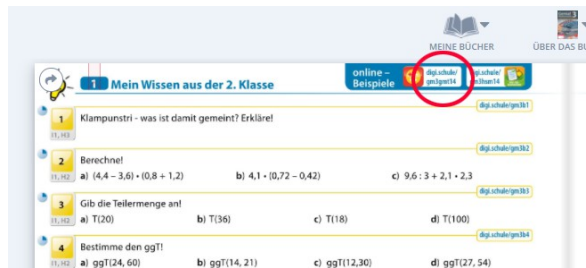 MEINE BÜCHER
ÜBER DAS BU
1 Mein Wissen aus der 2. Klasse
online – Beispiele
digi.schule/
gm3gmt14
digi.schule/
gm3hum14
digi.schule/gm3b1
1 Klampunstri - was ist damit gemeint? Erkläre!
I1, H3
digi.schule/gm3b2
2 Berechne!
I1, H2 a) (4,4 – 3,6) • (0,8 + 1,2) b) 4,1 • (0,72 – 0,42) c) 9,6 : 3 + 2,1 • 2,3
digi.schule/gm3b3
3 Gib die Teilermenge an!
I1, H2 a) T(20) b) T(36) c) T(18) d) T(100)
digi.schule/gm3b4
4 Bestimme den ggT!
I1, H2 a) ggT(24, 60) b) ggT(14, 21) c) ggT(12,30) d) ggT(27, 54)